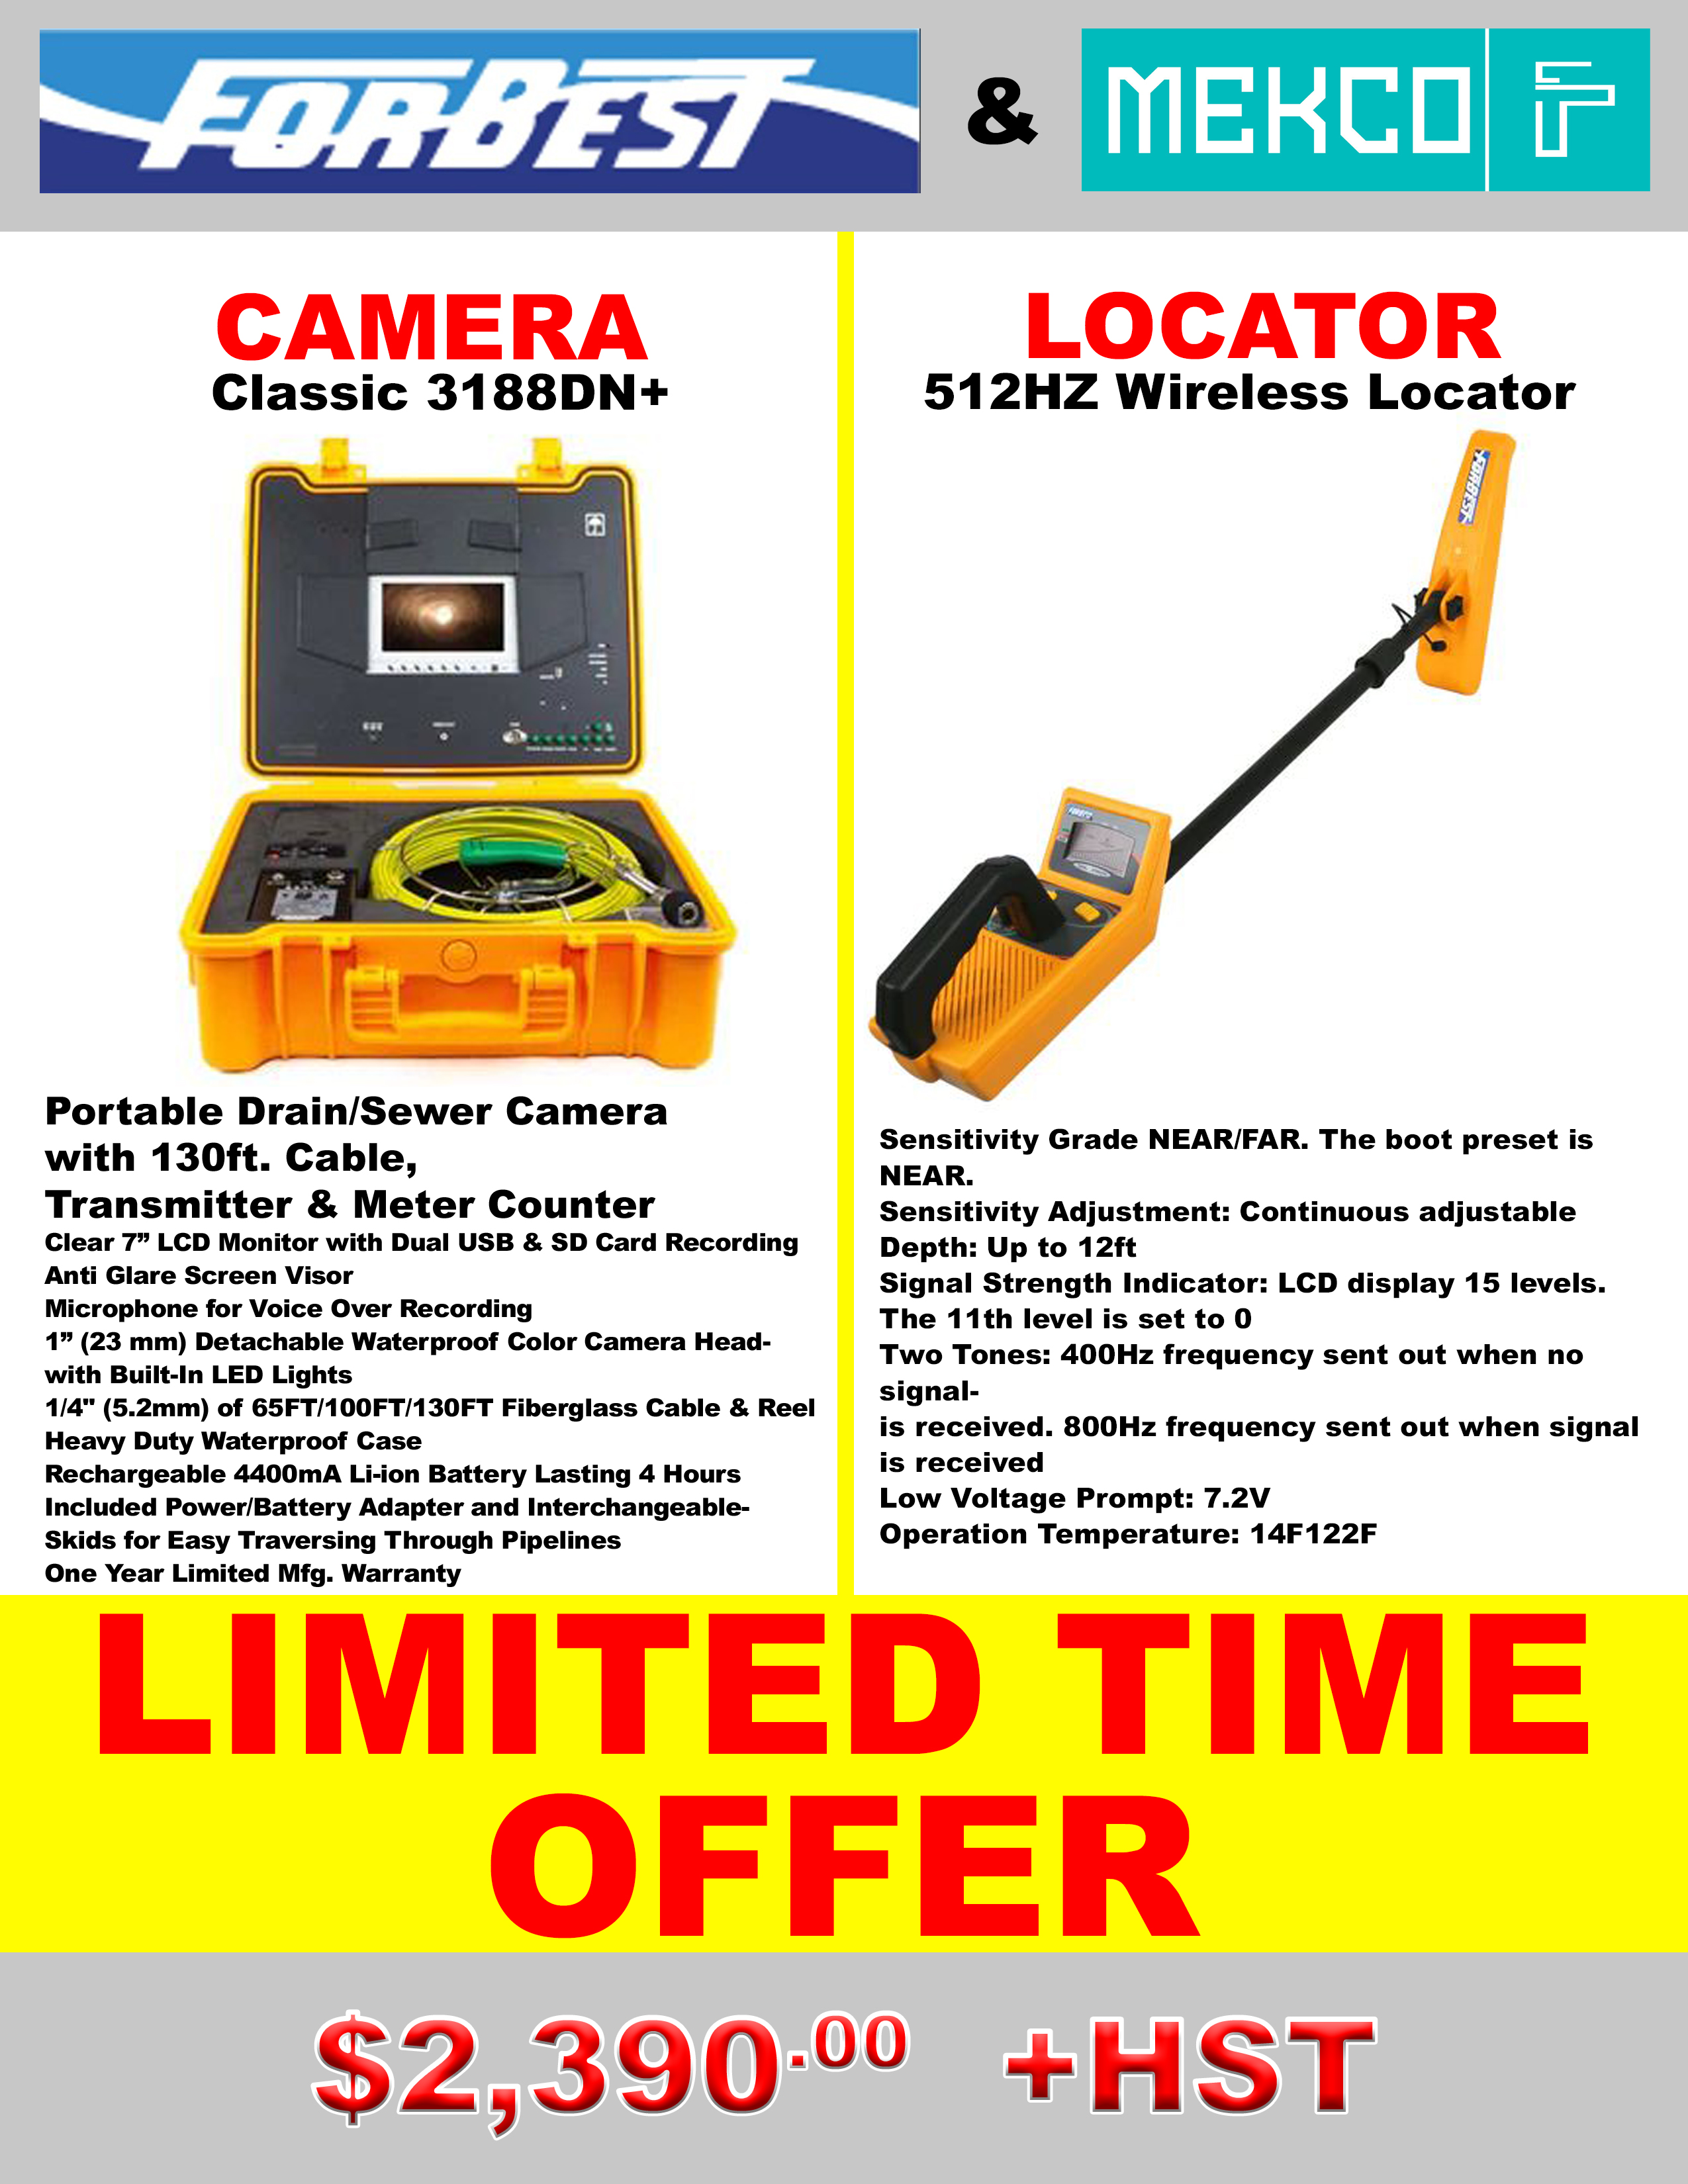 FORBEST
&
MEKCO
CAMERA
Classic 3188DN+
Portable Drain/Sewer Camera
with 130ft. Cable,
Transmitter & Meter Counter
Clear 7” LCD Monitor with Dual USB & SD Card Recording
Anti Glare Screen Visor
Microphone for Voice Over Recording
1” (23 mm) Detachable Waterproof Color Camera Head-
with Built-In LED Lights
1/4" (5.2mm) of 65FT/100FT/130FT Fiberglass Cable & Reel
Heavy Duty Waterproof Case
Rechargeable 4400mA Li-ion Battery Lasting 4 Hours
Included Power/Battery Adapter and Interchangeable-
Skids for Easy Traversing Through Pipelines
One Year Limited Mfg. Warranty
LOCATOR
512HZ Wireless Locator
FORBEST
FORBEST
Sensitivity Grade NEAR/FAR. The boot preset is
NEAR.
Sensitivity Adjustment: Continuous adjustable
Depth: Up to 12ft
Signal Strength Indicator: LCD display 15 levels.
The 11th level is set to 0
Two Tones: 400Hz frequency sent out when no
signal-
is received. 800Hz frequency sent out when signal
is received
Low Voltage Prompt: 7.2V
Operation Temperature: 14F122F
LIMITED TIME
OFFER
$2,390.00 +HST